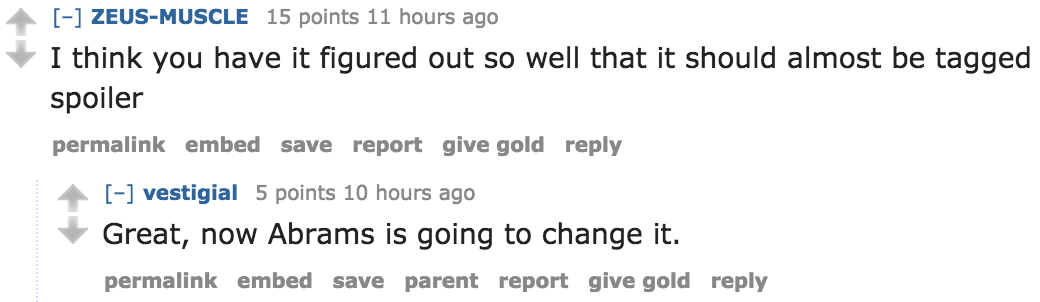 [–] ZEUS-MUSCLE 15 points 11 hours ago
I think you have it figured out so well that it should almost be tagged
spoiler
permalink embed save report give gold reply
[–] vestigial 5 points 10 hours ago
Great, now Abrams is going to change it.
permalink embed save parent report give gold reply